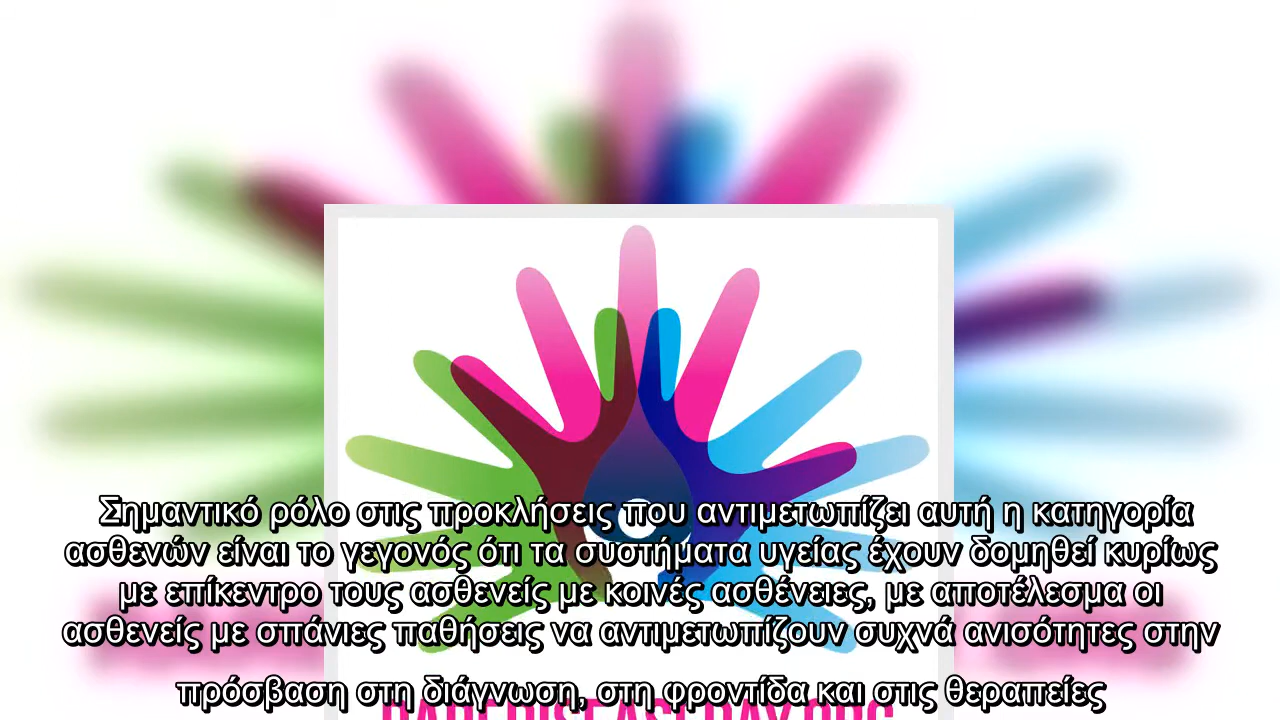 Σημαντικό ρόλο στις προκλήσεις που αντιμετωπίζει αυτή η κατηγορία
ασθενών είναι το γεγονός ότι τα συστήματα υγείας έχουν δομηθεί κυρίως
με επίκεντρο τους ασθενείς με κοινές ασθένειες, με αποτέλεσμα οι
ασθενείς με σπάνιες παθήσεις να αντιμετωπίζουν συχνά ανισότητες στην
πρόσβαση στη διάγνωση, στη φροντίδα και στις θεραπείες
RAREDISEASEDAY.ORG